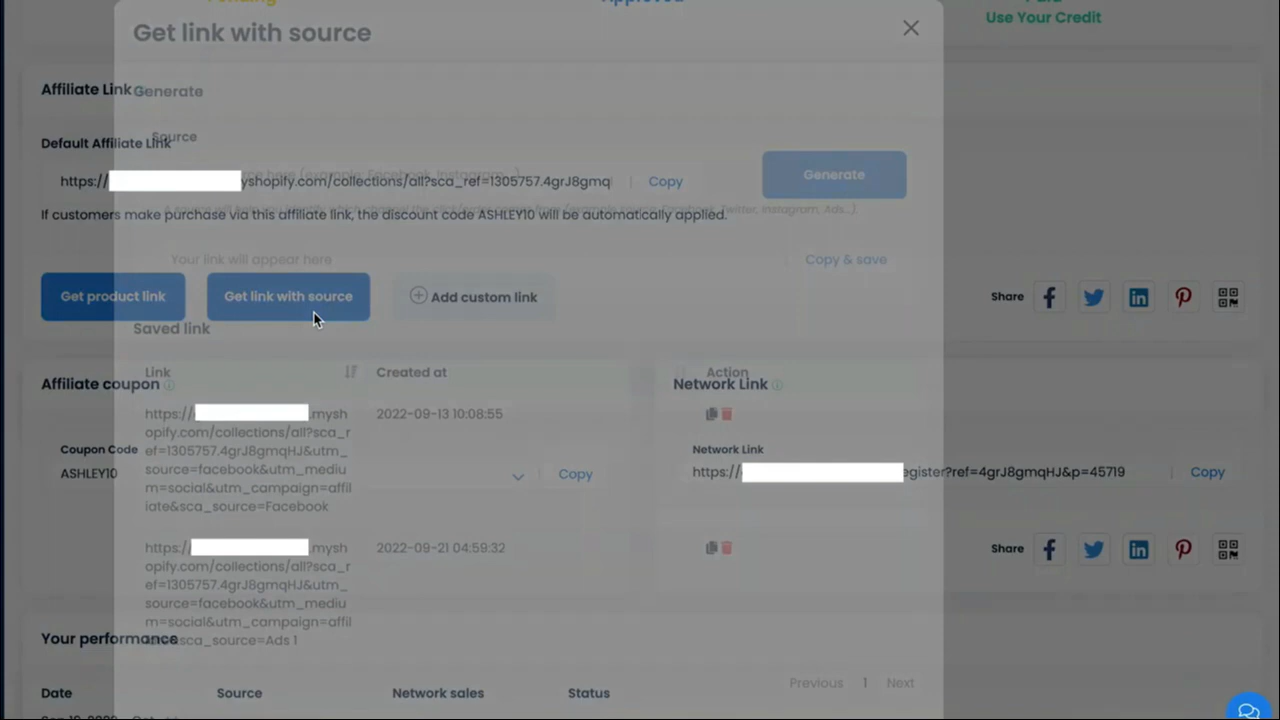 Pending
Approved
Paid
Use Your Credit
Get link with source
Affiliate Link
Generate
Default Affiliate Link
Source
https://
yshopify.com/collections/all?sca_ref=1305757.4grJ8gmq
Copy
Generate
If customers make purchase via this affiliate link, the discount code ASHLEY10 will be automatically applied.
Your link will appear here
Copy & save
Get product link
Get link with source
Add custom link
Share
Saved link
Link
Created at
Action
Affiliate coupon
Network Link
https://
.mysh
opify.com/collections/all?sca_r
ef=1305757.4grJ8gmqHJ&utm_
source=facebook&utm_mediu
m=social&utm_campaign=affil
iate&sca_source=Facebook
2022-09-13 10:08:55
Coupon Code
ASHLEY10
Copy
Network Link
https://
egister?ref=4grJ8gmqHJ&p=45719
Copy
https://
.mysh
opify.com/collections/all?sca_r
ef=1305757.4grJ8gmqHJ&utm_
source=facebook&utm_mediu
m=social&utm_campaign=affil
iate&sca_source=Ads 1
2022-09-21 04:59:32
Share
Your performance
Previous
1
Next
Date
Source
Network sales
Status